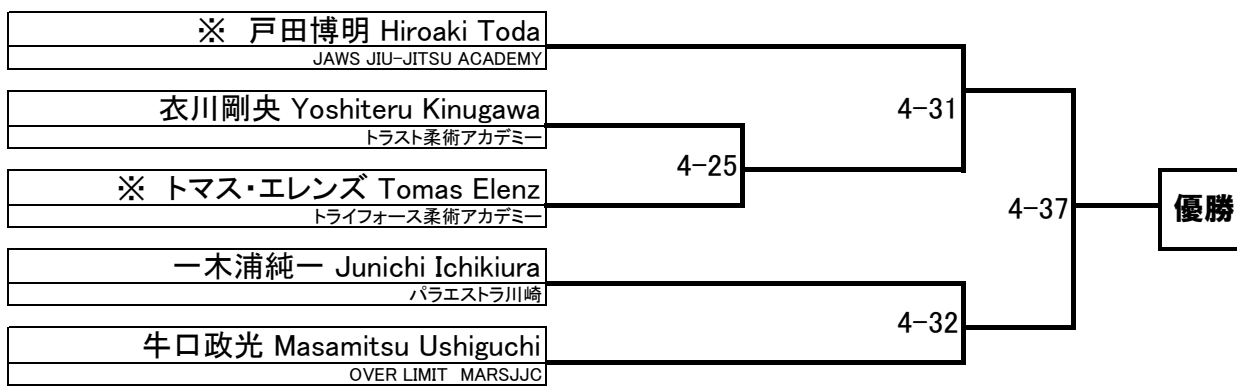 ※ 戸田博明 Hiroaki Toda
JAWS JIU-JITSU ACADEMY
衣川剛央 Yoshiteru Kinugawa
トラスト柔術アカデミー
※ トマス・エレンズ Tomas Elenz
トライフォース柔術アカデミー
一木浦純一 Junichi Ichikiura
パラエストラ川崎
牛口政光 Masamitsu Ushiguchi
OVER LIMIT MARSJJC
4-25
4-31
4-32
4-37
優勝